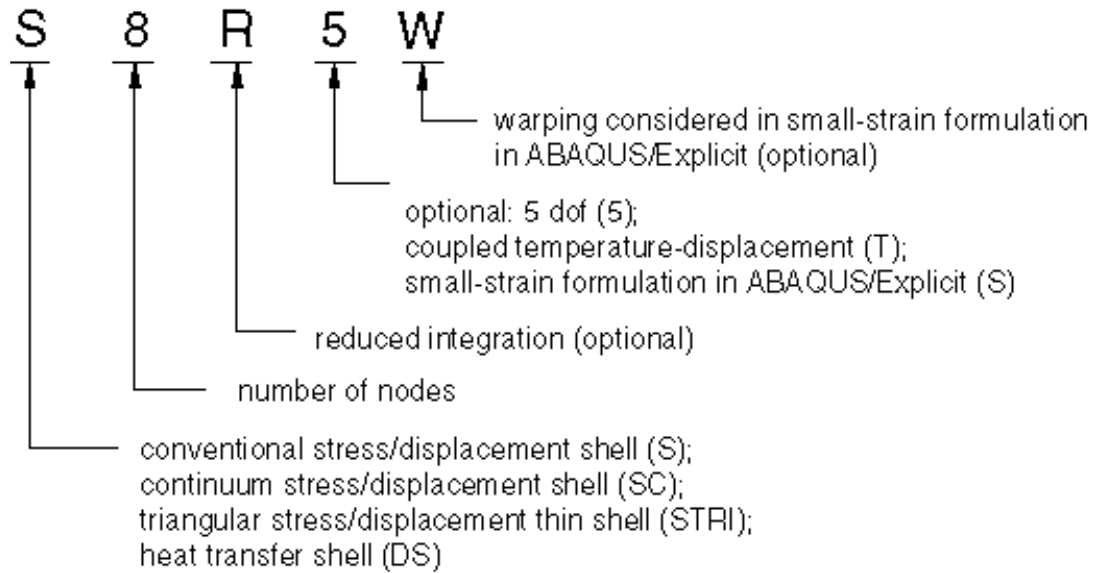 S 8 R 5 W
warping considered in small-strain formulation
in ABAQUS/Explicit (optional)
optional: 5 dof (5);
coupled temperature-displacement (T);
small-strain formulation in ABAQUS/Explicit (S)
reduced integration (optional)
number of nodes
conventional stress/displacement shell (S);
continuum stress/displacement shell (SC);
triangular stress/displacement thin shell (STRI);
heat transfer shell (DS)